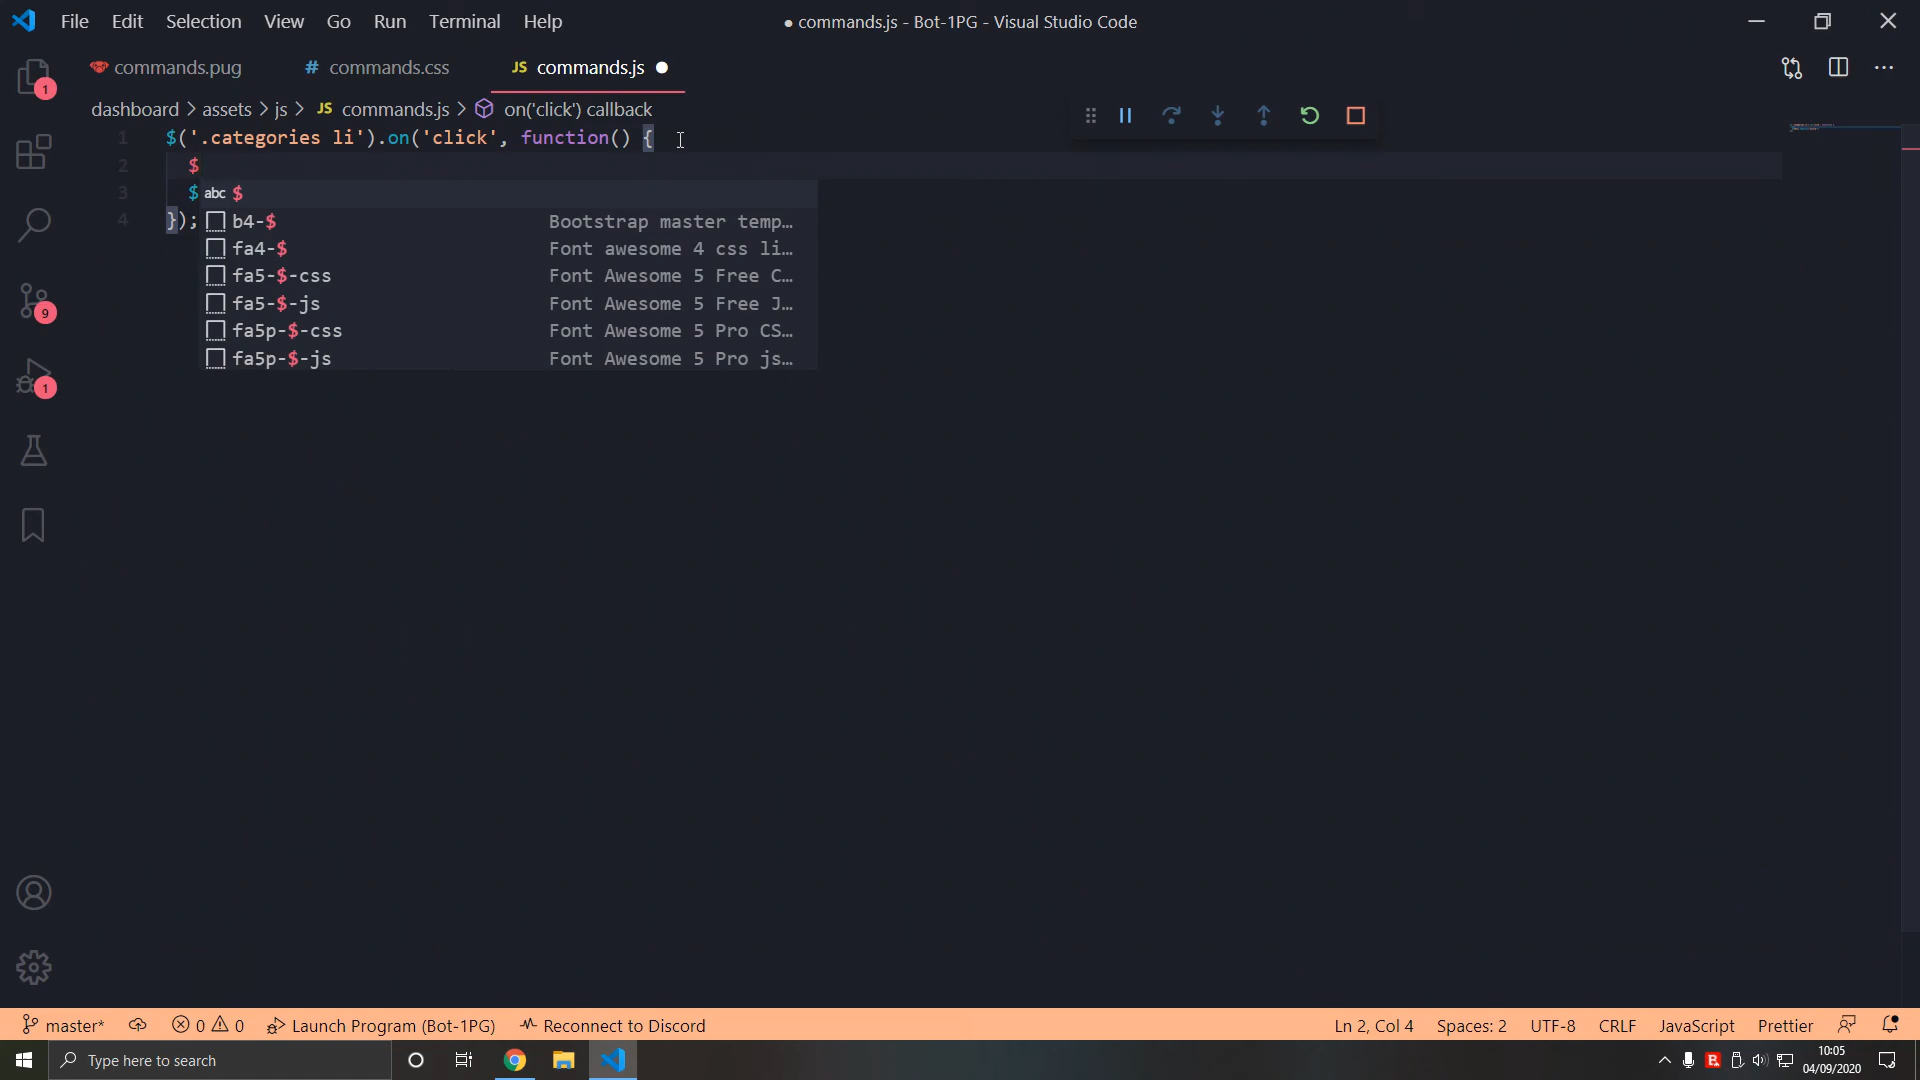 File Edit Selection View Go Run Terminal Help ● commands.js - Bot-1PG - Visual Studio Code
1
commands.pug # commands.css JS commands.js ●
dashboard > assets > js > JS commands.js > on('click') callback
1 $('.categories li').on('click', function() {
2 $
3 $
abc $
4 });
b4-$ Bootstrap master temp...
fa4-$ Font awesome 4 css li...
fa5-$-css Font Awesome 5 Free C...
fa5-$-js Font Awesome 5 Free J...
fa5p-$-css Font Awesome 5 Pro CS...
fa5p-$-js Font Awesome 5 Pro js...
9
1
master* 0 0 Launch Program (Bot-1PG) Reconnect to Discord Ln 2, Col 4 Spaces: 2 UTF-8 CRLF JavaScript Prettier
Type here to search
10:05
04/09/2020